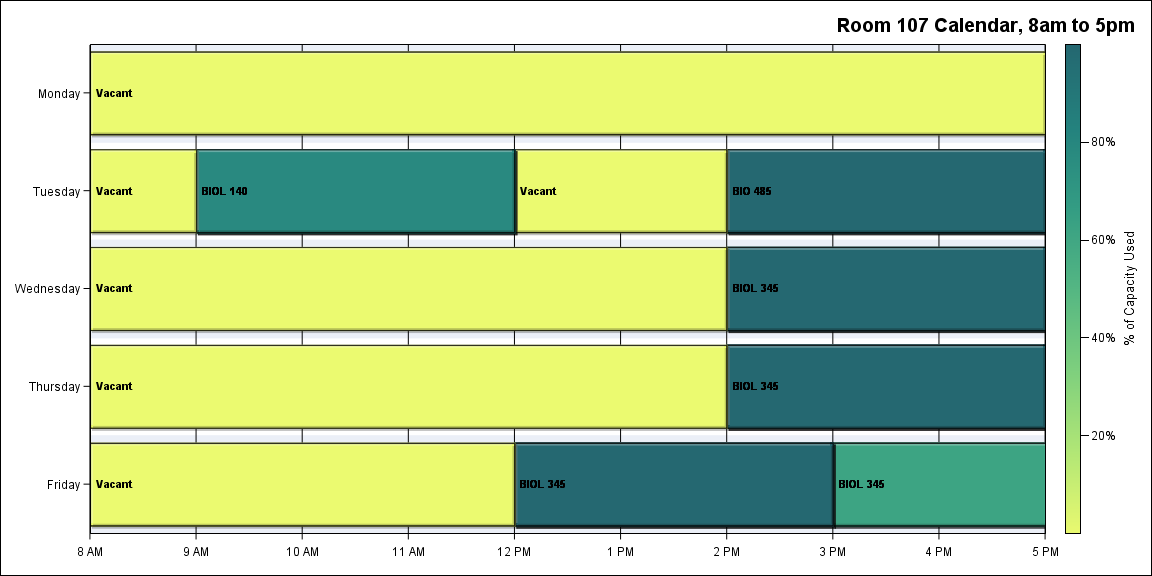 Room 107 Calendar, 8am to 5pm
Monday
Vacant
Tuesday
Vacant
BIOL 140
Vacant
BIO 485
Wednesday
Vacant
BIOL 345
Thursday
Vacant
BIOL 345
Friday
Vacant
BIOL 345
BIOL 345
8 AM
9 AM
10 AM
11 AM
12 PM
1 PM
2 PM
3 PM
4 PM
5 PM
80%
60%
40%
20%
% of Capacity Used